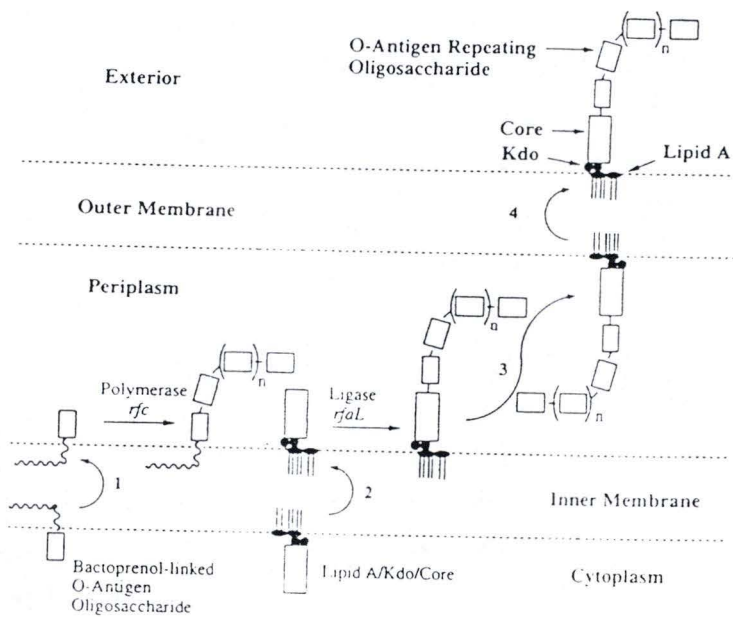 O-Antigen Repeating
Oligosaccharide
n
Exterior
Core
Kdo
Lipid A
Outer Membrane
4
Periplasm
n
3
n
Polymerase
rfc
Ligase
rfaL
n
1
2
Inner Membrane
Bactoprenol-linked
O-Antigen
Oligosaccharide
Lipid A/Kdo/Core
Cytoplasm